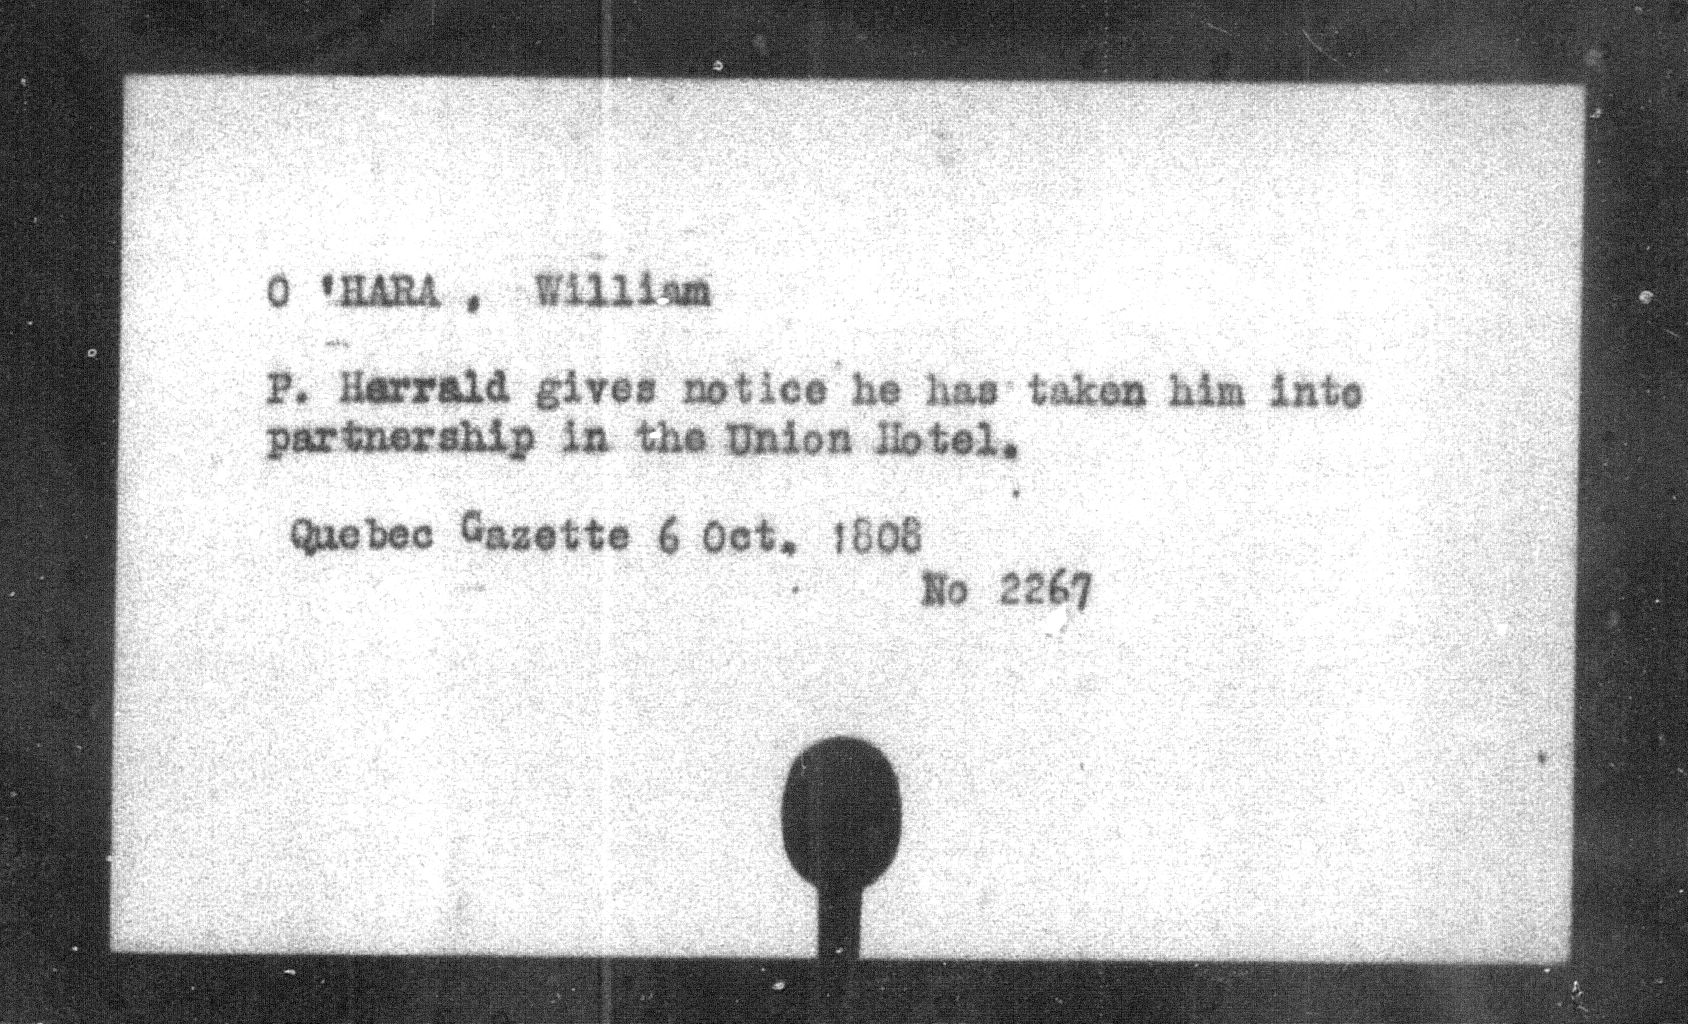 O 'HARA , William
P. Harrald gives notice he has taken him into
partnership in the Union Hotel.
Quebec Gazette 6 Oct. 1808
No 2267